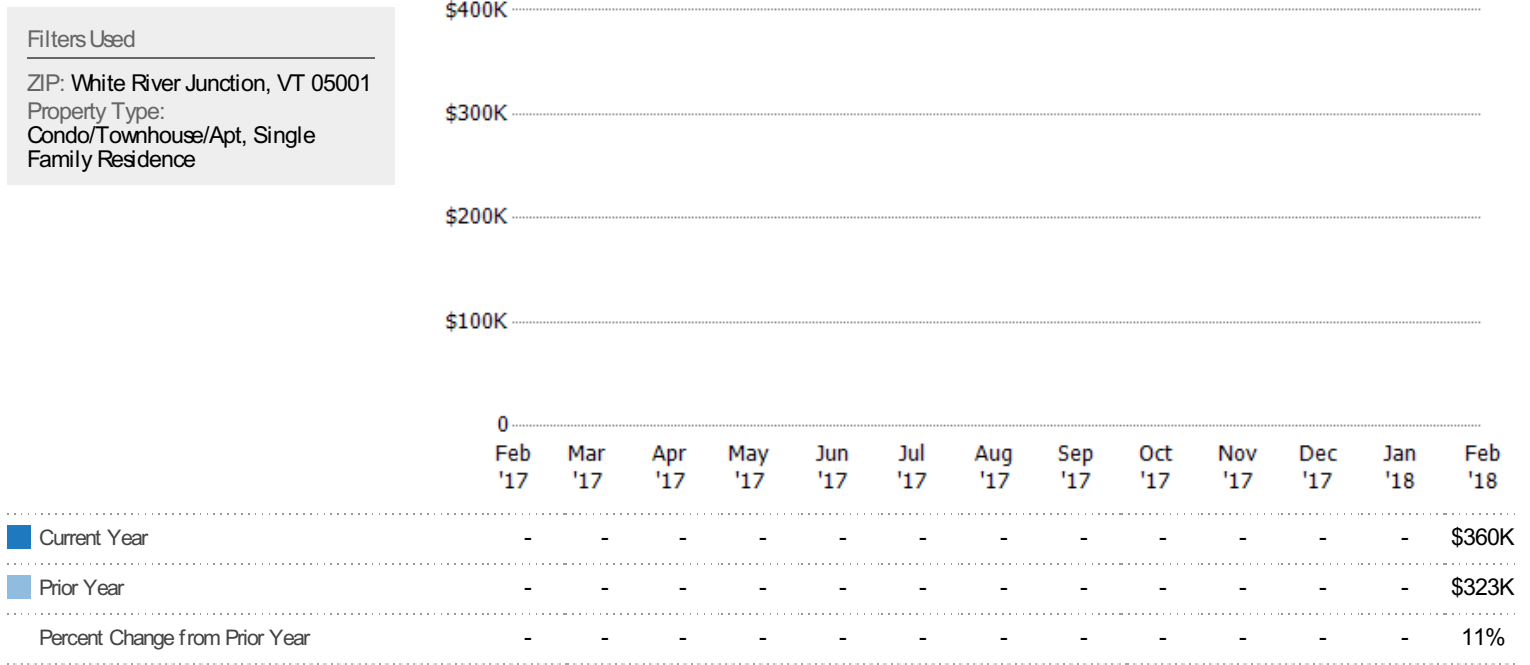 Filters Used
ZIP: White River Junction, VT 05001
Property Type:
Condo/Townhouse/Apt, Single
Family Residence
$400K
$300K
$200K
$100K
0
Feb Mar Apr May Jun Jul Aug Sep Oct Nov Dec Jan Feb
'17 '17 '17 '17 '17 '17 '17 '17 '17 '17 '17 '18 '18
Current Year - - - - - - - - - - - - $360K
Prior Year - - - - - - - - - - - - $323K
Percent Change from Prior Year - - - - - - - - - - - - 11%